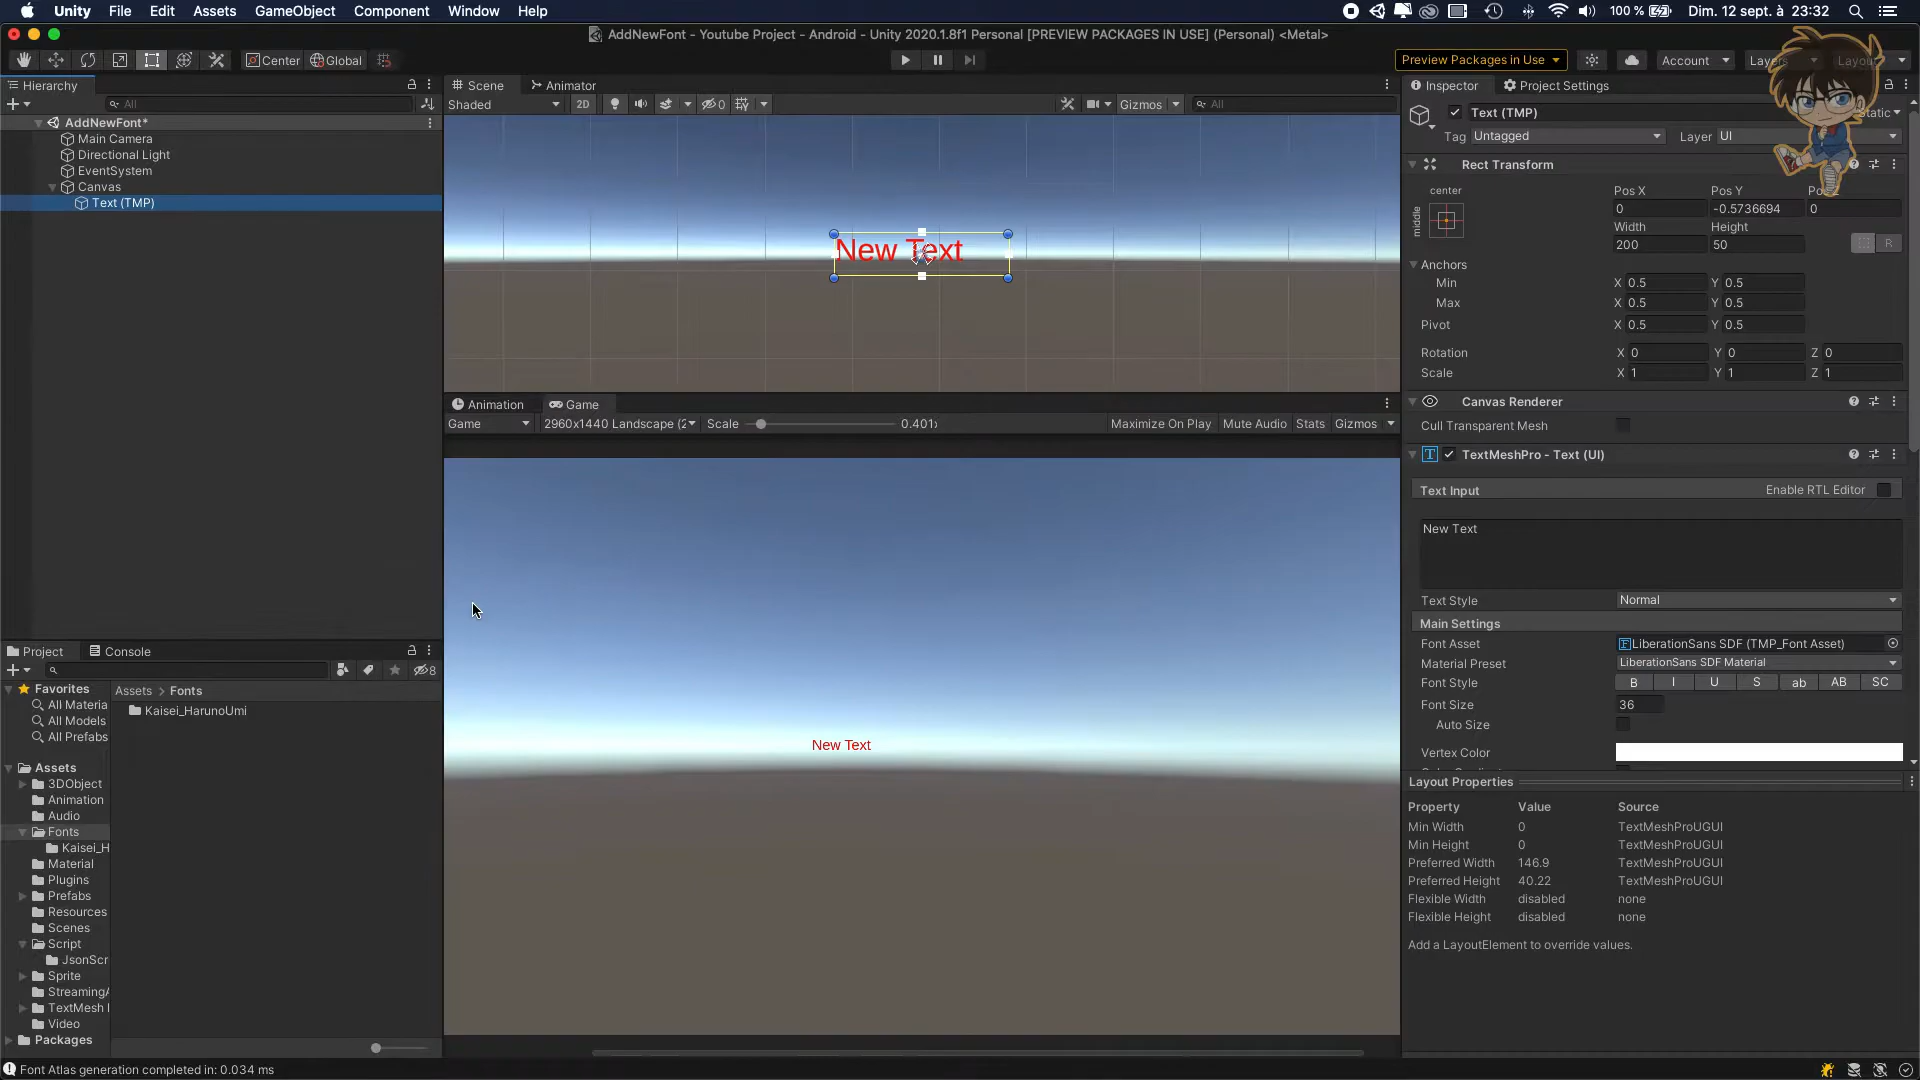 Unity File Edit Assets GameObject Component Window Help 100 % Dim. 12 sept. à 23:32
AddNewFont - Youtube Project - Android - Unity 2020.1.8f1 Personal [PREVIEW PACKAGES IN USE] (Personal) <Metal>
Center Global Preview Packages in Use Account Layers
Hierarchy Scene Animator Inspector Project Settings
All Shaded 2D 0 Gizmos All
AddNewFont*
Main Camera
Directional Light
EventSystem
Canvas
Text (TMP)
New Text
Text (TMP) Static
Tag Untagged Layer UI
Rect Transform
center
middle
Pos X Pos Y
0 -0.5736694 0
Width Height
200 50 R
Anchors
Min X 0.5 Y 0.5
Max X 0.5 Y 0.5
Pivot X 0.5 Y 0.5
Rotation X 0 Y 0 Z 0
Scale X 1 Y 1 Z 1
Canvas Renderer
Cull Transparent Mesh
TextMeshPro - Text (UI)
Text Input Enable RTL Editor
New Text
Text Style Normal
Main Settings
Font Asset LiberationSans SDF (TMP_Font Asset)
Material Preset LiberationSans SDF Material
Font Style B I U S ab AB SC
Font Size 36
Auto Size
Vertex Color
Layout Properties
Property Value Source
Min Width 0 TextMeshProUGUI
Min Height 0 TextMeshProUGUI
Preferred Width 146.9 TextMeshProUGUI
Preferred Height 40.22 TextMeshProUGUI
Flexible Width disabled none
Flexible Height disabled none
Add a LayoutElement to override values.
Animation Game
Game 2960x1440 Landscape (2 Scale 0.401 Maximize On Play Mute Audio Stats Gizmos
New Text
Project Console
8
Favorites
All Materia
All Models
All Prefabs
Assets
3DObject
Animation
Audio
Fonts
Kaisei_H
Material
Plugins
Prefabs
Resources
Scenes
Script
JsonScr
Sprite
Streaming
TextMesh
Video
Packages
Assets > Fonts
Kaisei_HarunoUmi
Font Atlas generation completed in: 0.034 ms